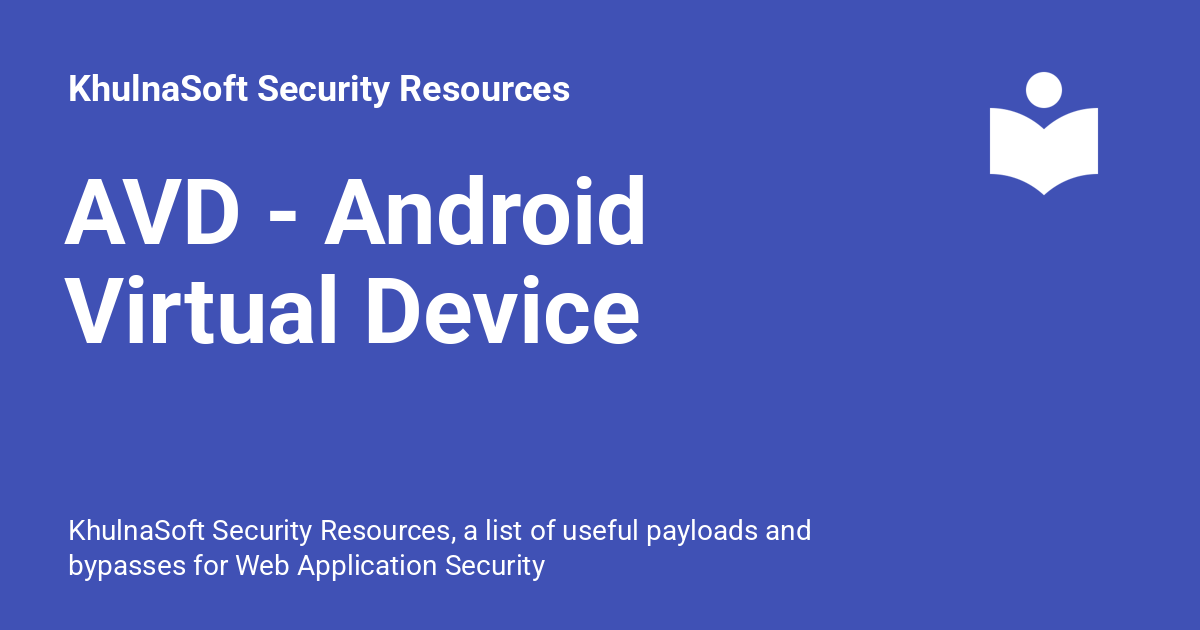 KhulnaSoft Security Resources
AVD - Android
Virtual Device
KhulnaSoft Security Resources, a list of useful payloads and
bypasses for Web Application Security